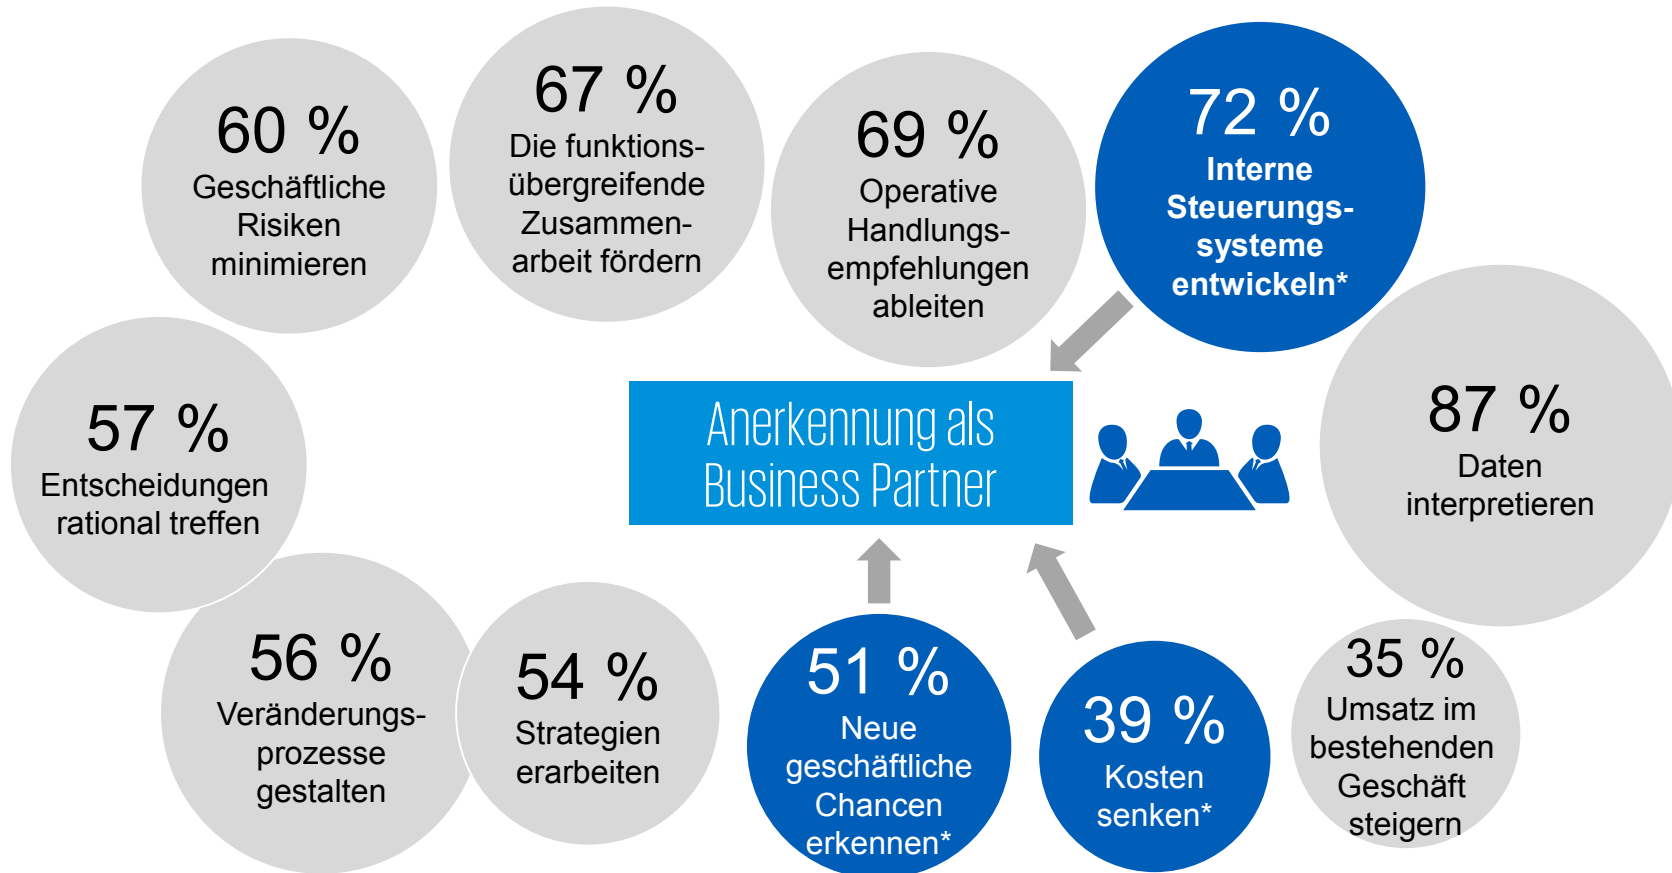 60 %
Geschäftliche
Risiken
minimieren
67 %
Die funktions-
übergreifende
Zusammen-
arbeit fördern
69 %
Operative
Handlungs-
empfehlungen
ableiten
72 %
Interne
Steuerungs-
systeme
entwickeln*
87 %
Daten
interpretieren
Anerkennung als
Business Partner
57 %
Entscheidungen
rational treffen
56 %
Veränderungs-
prozesse
gestalten
54 %
Strategien
erarbeiten
51 %
Neue
geschäftliche
Chancen
erkennen*
39 %
Kosten
senken*
35 %
Umsatz im
bestehenden
Geschäft
steigern